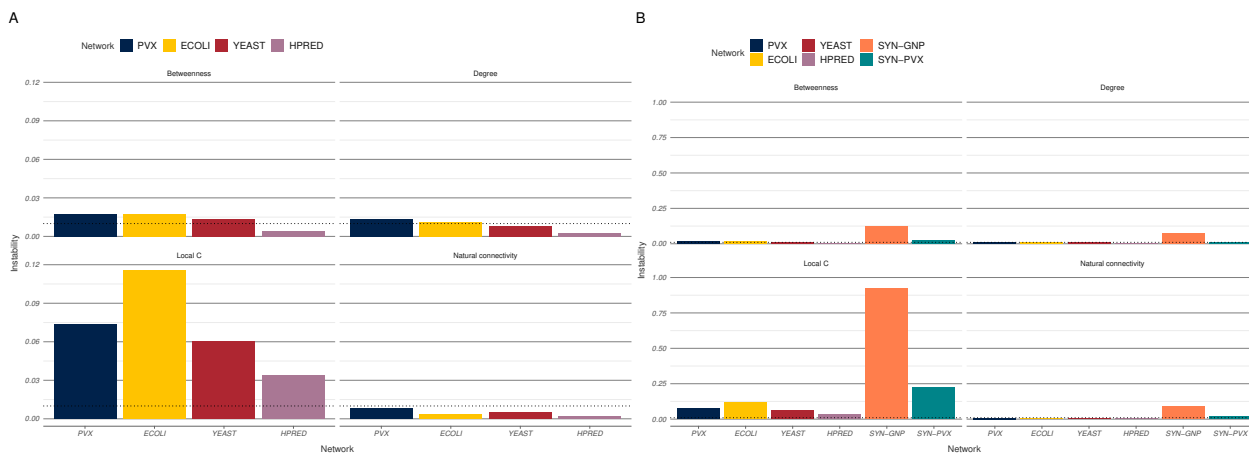 A
Network PVX ECOLI YEAST HPRED
Betweenness Degree
0.12
0.09
0.06
0.03
0.00
Local C Natural connectivity
0.12
0.09
0.06
0.03
0.00
Instability
PVX ECOLI YEAST HPRED PVX ECOLI YEAST HPRED
Network
B
Network PVX YEAST SYN-GNP
ECOLI HPRED SYN-PVX
Betweenness Degree
1.00
0.75
0.50
0.25
0.00
Local C Natural connectivity
1.00
0.75
0.50
0.25
0.00
Instability
PVX ECOLI YEAST HPRED SYN-GNP SYN-PVX PVX ECOLI YEAST HPRED SYN-GNP SYN-PVX
Network